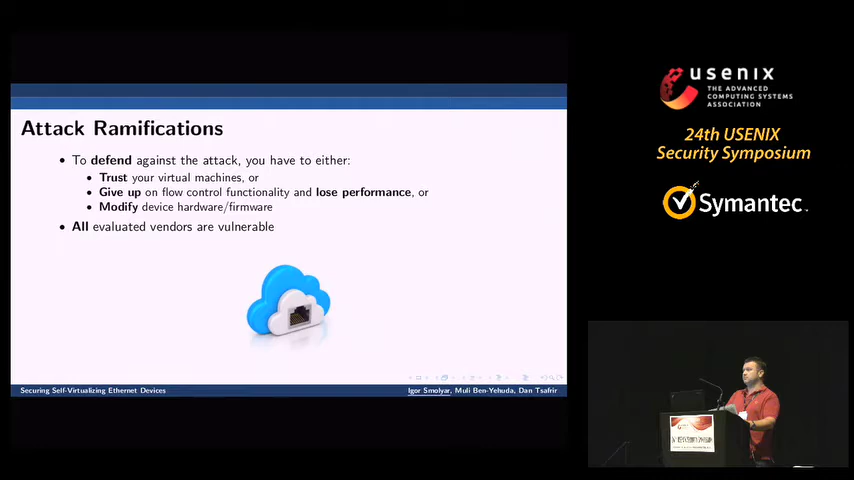 Attack Ramifications
• To defend against the attack, you have to either:
• Trust your virtual machines, or
• Give up on flow control functionality and lose performance, or
• Modify device hardware/firmware
• All evaluated vendors are vulnerable
Securing Self-Virtualizing Ethernet Devices
Igor Smolyar, Muli Ben-Yehuda, Dan Tsafrir
usenix
THE ADVANCED
COMPUTING SYSTEMS
ASSOCIATION
24th USENIX
Security Symposium
Symantec.